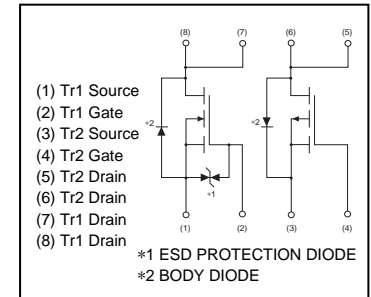 (8) (7) (6) (5)
(1) Tr1 Source
(2) Tr1 Gate
(3) Tr2 Source
(4) Tr2 Gate
(5) Tr2 Drain
(6) Tr2 Drain
(7) Tr1 Drain
(8) Tr1 Drain
∗2 ∗2
∗1
(1) (2) (3) (4)
∗1 ESD PROTECTION DIODE
∗2 BODY DIODE